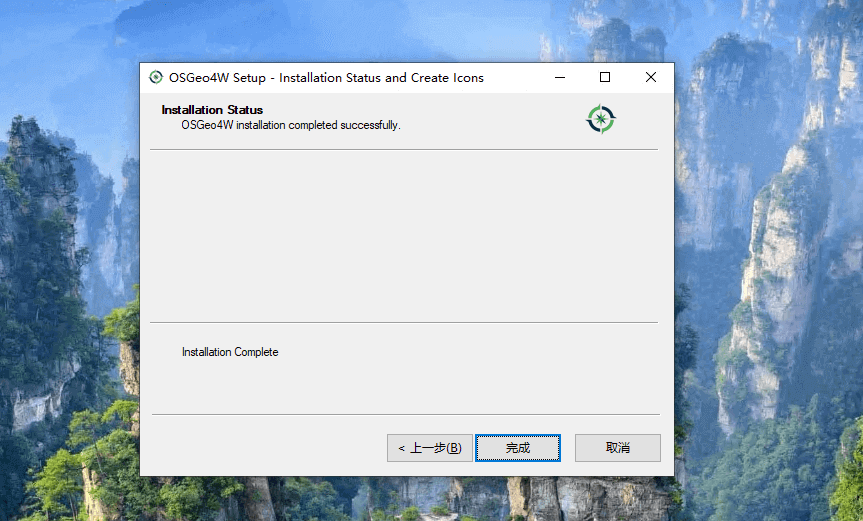 OSGeo4W Setup - Installation Status and Create Icons
Installation Status
OSGeo4W installation completed successfully.
Installation Complete
< 上一步(B)
完成
取消